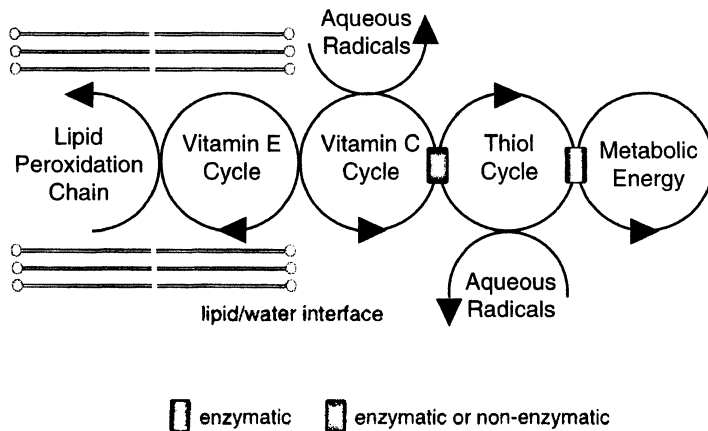 Aqueous
Radicals
Lipid
Peroxidation
Chain
Vitamin E
Cycle
Vitamin C
Cycle
Thiol
Cycle
Metabolic
Energy
Aqueous
Radicals
lipid/water interface
enzymatic
enzymatic or non-enzymatic